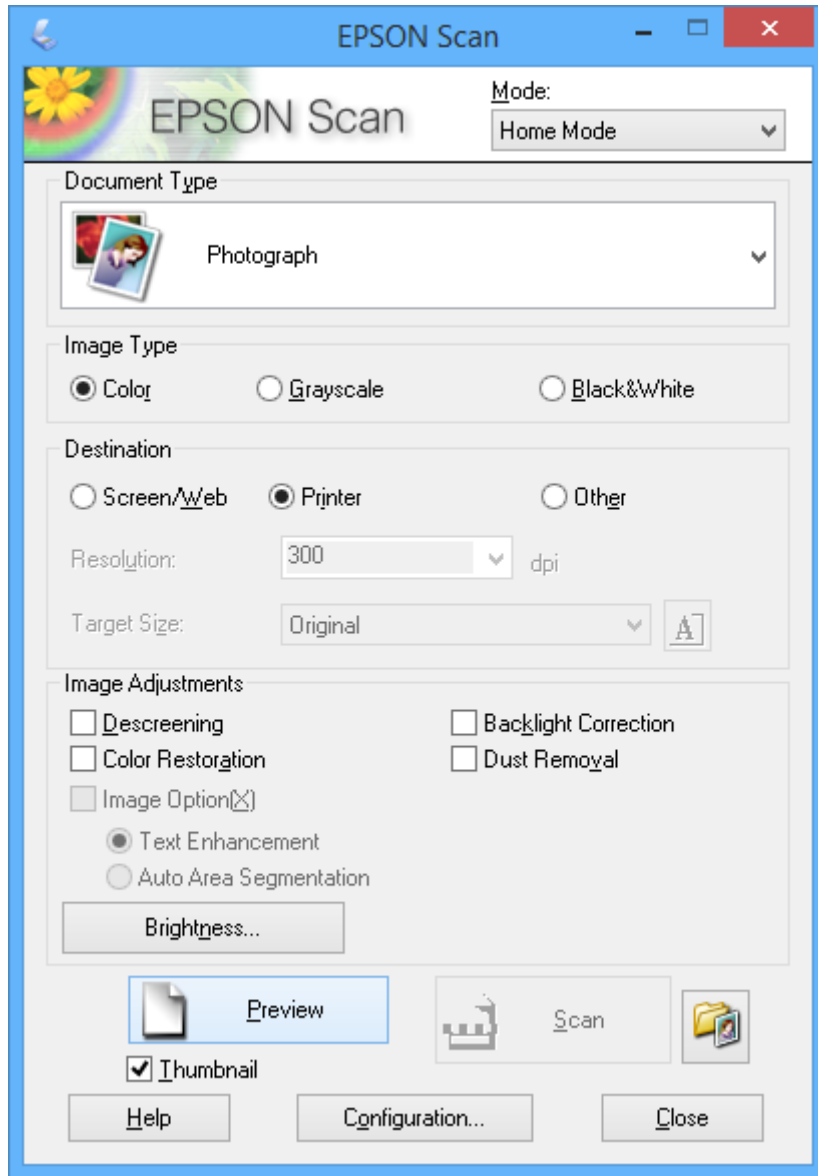 EPSON Scan
EPSON Scan
Mode:
Home Mode
Document Type
Photograph
Image Type
Color Grayscale Black&White
Destination
Screen/Web Printer Other
Resolution: 300 dpi
Target Size: Original A
Image Adjustments
Descreening Backlight Correction
Color Restoration Dust Removal
Image Option(X)
Text Enhancement
Auto Area Segmentation
Brightness...
Preview Scan
Thumbnail
Help Configuration... Close